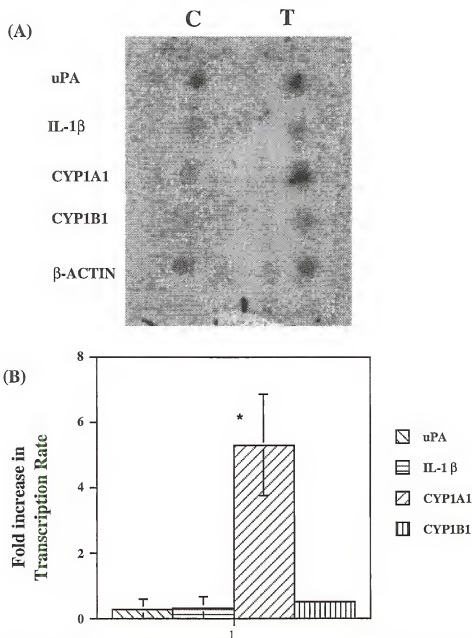 C T
(A)
uPA
IL-1β
CYP1A1
CYP1B1
β-ACTIN
(B)
Fold increase in
Transcription Rate
8
6
4
2
0
*
1
uPA
IL-1β
CYP1A1
CYP1B1